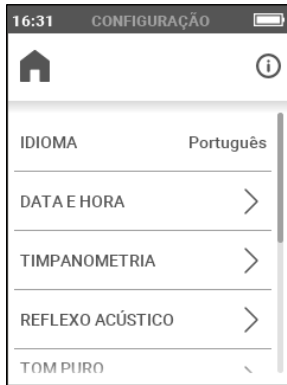 16:31 CONFIGURAÇÃO
IDIOMA Português
DATA E HORA
TIMPANOMETRIA
REFLEXO ACÚSTICO
TOM PURO